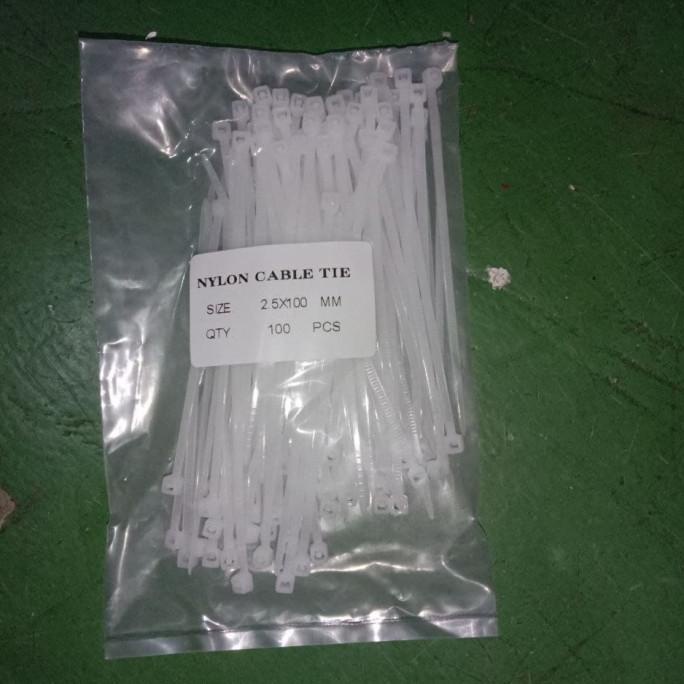 NYLON CABLE TIE
SIZE 2.5X100 MM
QTY 100 PCS